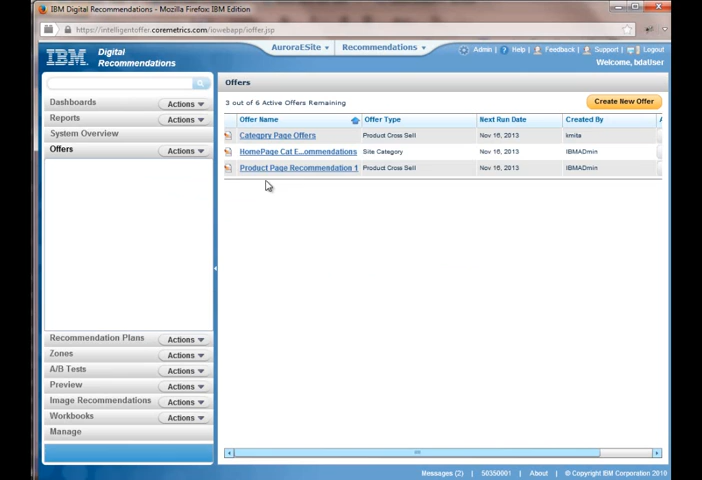 IBM Digital Recommendations - Mozilla Firefox: IBM Edition
https://intelligentoffer.coremetrics.com/iowebapp/ioffer.jsp
AuroraESite
Recommendations
Admin | Help | Feedback | Support | Logout
IBM.
Digital
Recommendations
Welcome, bdaUser
Offers
Dashboards
Actions
3 out of 6 Active Offers Remaining
Create New Offer
Reports
Actions
Offer Name
Offer Type
Next Run Date
Created By
System Overview
Category Page Offers
Product Cross Sell
Nov 16, 2013
kmita
Offers
Actions
HomePage Cat E...ommendations
Site Category
Nov 16, 2013
IBMADmin
Product Page Recommendation 1
Product Cross Sell
Nov 16, 2013
IBMADmin
Recommendation Plans
Actions
Zones
Actions
A/B Tests
Actions
Preview
Actions
Image Recommendations
Actions
Workbooks
Actions
Manage
Messages (2) | 50350001 | About | © Copyright IBM Corporation 2010